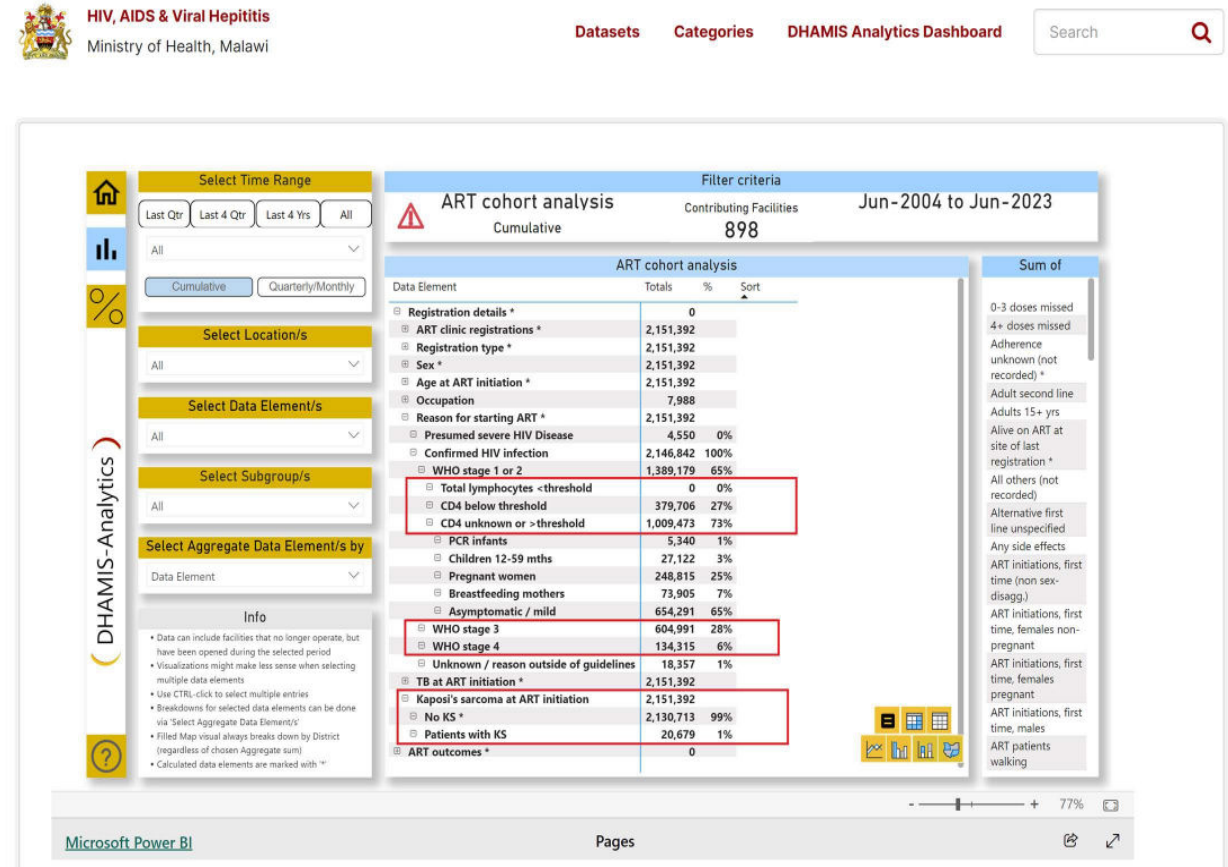 HIV, AIDS & Viral Hepititis
Ministry of Health, Malawi
Datasets Categories DHAMIS Analytics Dashboard Search
Select Time Range
Last Qtr Last 4 Qtr Last 4 Yrs All
All
Cumulative Quarterly/Monthly
Select Location/s
All
Select Data Element/s
All
Select Subgroup/s
All
Select Aggregate Data Element/s by
Data Element
Info
• Data can include facilities that no longer operate, but
have been opened during the selected period
• Visualizations might make less sense when selecting
multiple data elements
• Use CTRL-click to select multiple entries
• Breakdowns for selected data elements can be done
via 'Select Aggregate Data Element/s'
• Filled Map visual always breaks down by District
(regardless of chosen Aggregate sum)
• Calculated data elements are marked with '*'
DHAMIS-Analytics
%
?
Filter criteria
ART cohort analysis
Cumulative
Contributing Facilities
898
Jun-2004 to Jun-2023
ART cohort analysis
Data Element Totals % Sort
Registration details * 0
ART clinic registrations * 2,151,392
Registration type * 2,151,392
Sex * 2,151,392
Age at ART initiation * 2,151,392
Occupation 7,988
Reason for starting ART * 2,151,392
Presumed severe HIV Disease 4,550 0%
Confirmed HIV infection 2,146,842 100%
WHO stage 1 or 2 1,389,179 65%
Total lymphocytes <threshold 0 0%
CD4 below threshold 379,706 27%
CD4 unknown or >threshold 1,009,473 73%
PCR infants 5,340 1%
Children 12-59 mths 27,122 3%
Pregnant women 248,815 25%
Breastfeeding mothers 73,905 7%
Asymptomatic / mild 654,291 65%
WHO stage 3 604,991 28%
WHO stage 4 134,315 6%
Unknown / reason outside of guidelines 18,357 1%
TB at ART initiation * 2,151,392
Kaposi's sarcoma at ART initiation 2,151,392
No KS * 2,130,713 99%
Patients with KS 20,679 1%
ART outcomes * 0
Sum of
0-3 doses missed
4+ doses missed
Adherence
unknown (not
recorded) *
Adult second line
Adults 15+ yrs
Alive on ART at
site of last
registration *
All others (not
recorded)
Alternative first
line unspecified
Any side effects
ART initiations, first
time (non sex-
disagg.)
ART initiations, first
time, females non-
pregnant
ART initiations, first
time, females
pregnant
ART initiations, first
time, males
ART patients
walking
- + 77%
Microsoft Power BI
Pages